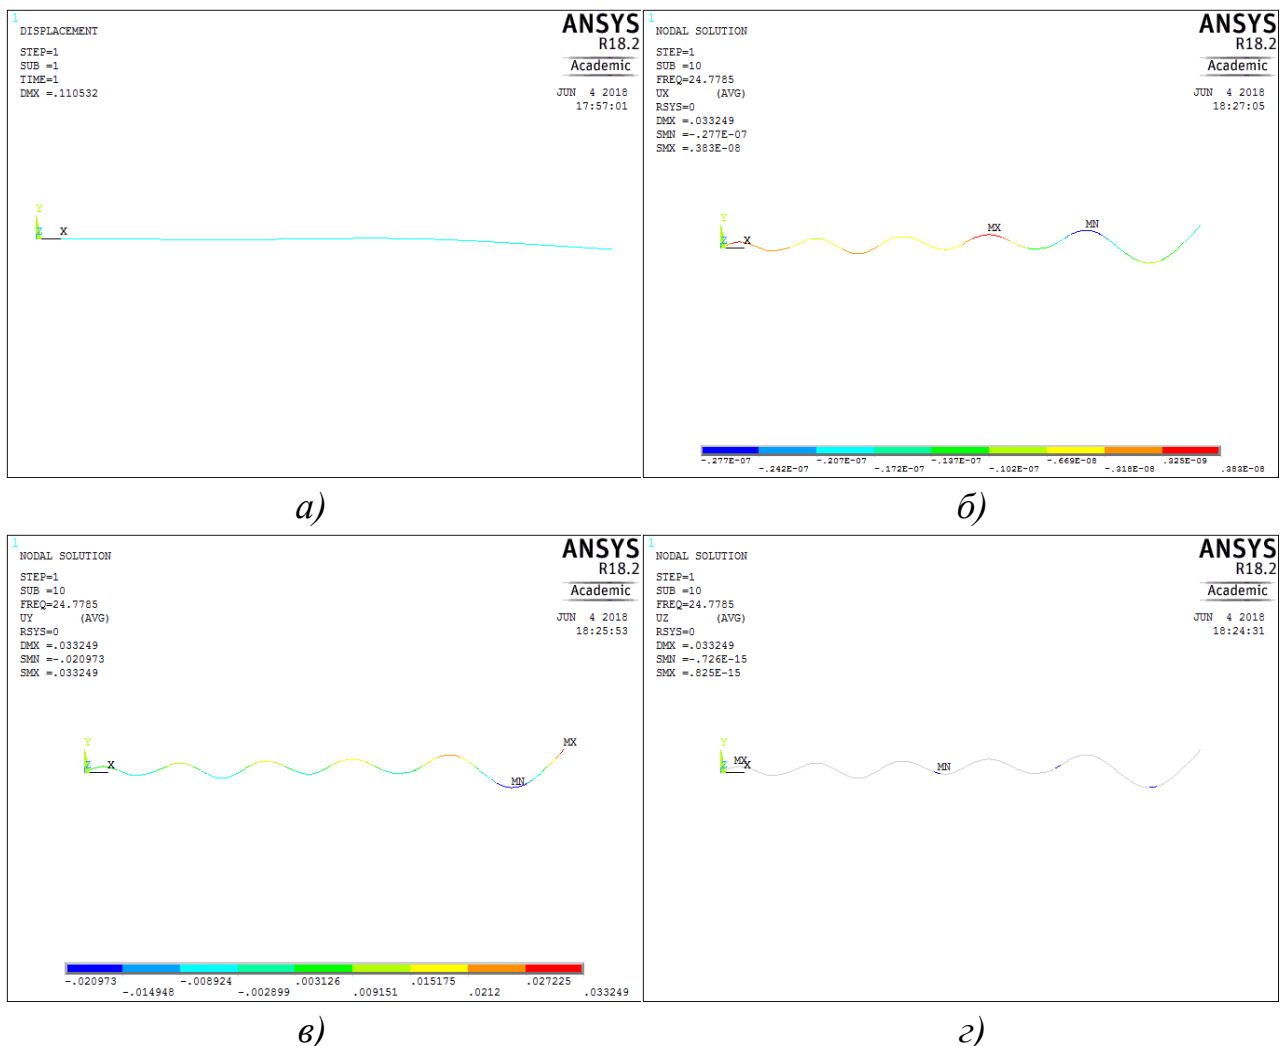 1
DISPLACEMENT
STEP=1
SUB =1
TIME=1
DMX =.110532
ANSYS
R18.2
Academic
JUN 4 2018
17:57:01
Y
Z X
а)
1
NODAL SOLUTION
STEP=1
SUB =10
FREQ=24.7785
UX (AVG)
RSYS=0
DMX =.033249
SMN =-.277E-07
SMX =.383E-08
ANSYS
R18.2
Academic
JUN 4 2018
18:27:05
MX MN
Y
Z X
-.277E-07 -.207E-07 -.137E-07 -.669E-08 .325E-09
-.242E-07 -.172E-07 -.102E-07 -.318E-08 .383E-08
б)
1
NODAL SOLUTION
STEP=1
SUB =10
FREQ=24.7785
UY (AVG)
RSYS=0
DMX =.033249
SMN =-.020973
SMX =.033249
ANSYS
R18.2
Academic
JUN 4 2018
18:25:53
Y MX
Z X
MN
-.020973 -.008924 .003126 .015175 .027225
-.014948 -.002899 .009151 .0212 .033249
в)
1
NODAL SOLUTION
STEP=1
SUB =10
FREQ=24.7785
UZ (AVG)
RSYS=0
DMX =.033249
SMN =-.726E-15
SMX =.825E-15
ANSYS
R18.2
Academic
JUN 4 2018
18:24:31
Y
Z MX X MN
г)